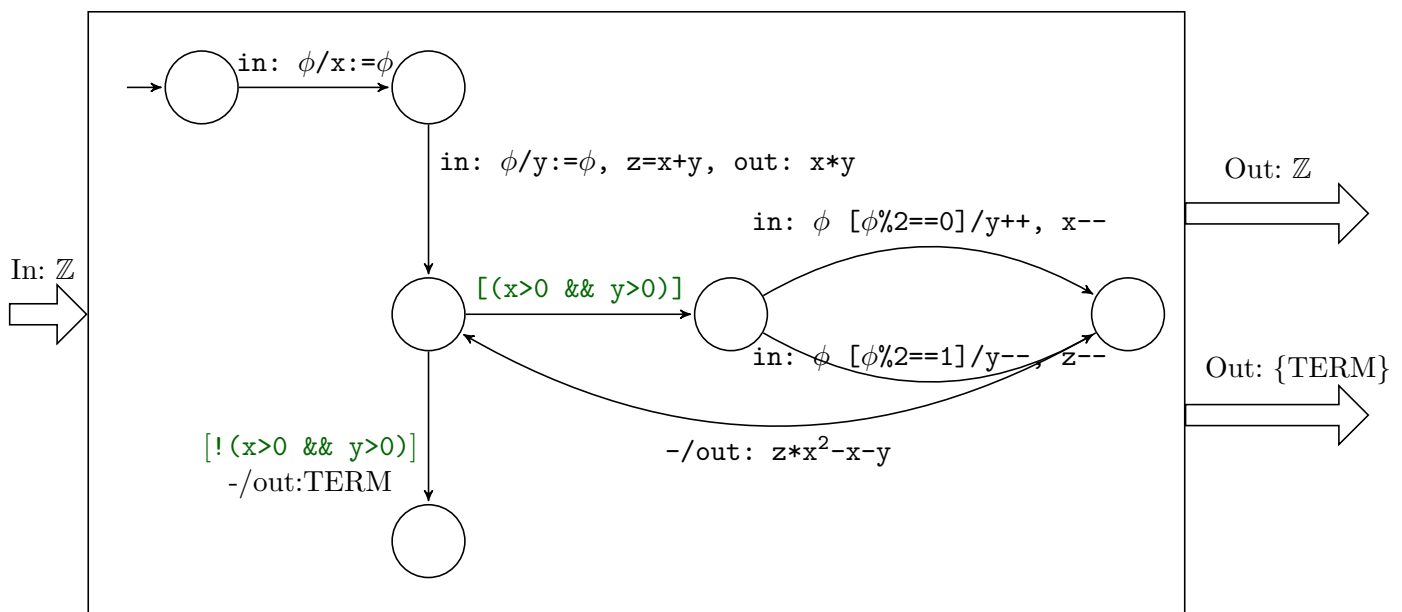 in: ϕ/x:=ϕ
in: ϕ/y:=ϕ, z=x+y, out: x*y
Out: ℤ
in: ϕ [ϕ%2==0]/y++, x--
In: ℤ
[(x>0 && y>0)]
in: ϕ [ϕ%2==1]/y--, z--
Out: {TERM}
[!(x>0 && y>0)]
-/out: z*x²-x-y
-/out:TERM